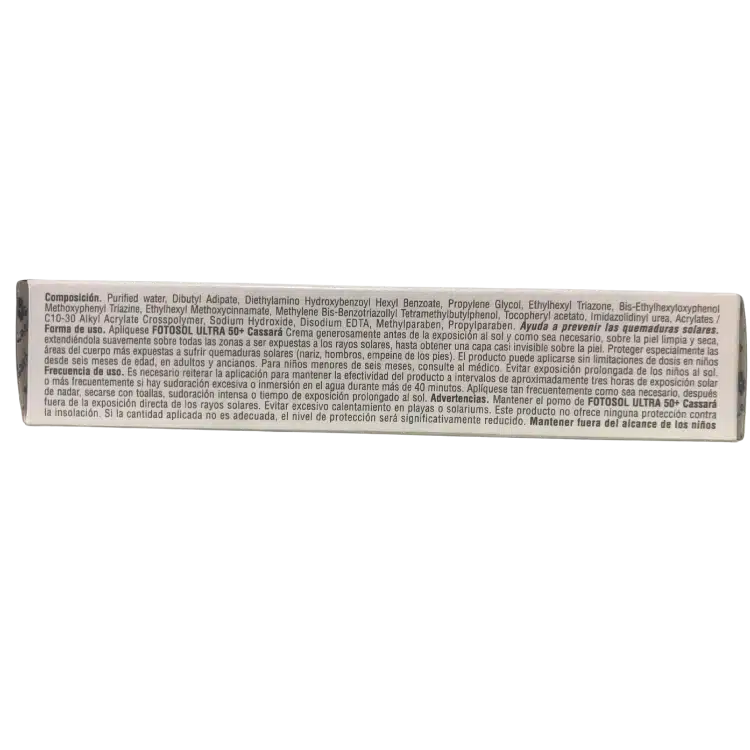 Composición. Purified water, Dibutyl Adipate, Diethylamino Hydroxybenzoyl Hexyl Benzoate, Propylene Glycol, Ethylhexyl Triazone, Bis-Ethylhexyloxyphenol
Methoxyphenyl Triazine, Ethylhexyl Methoxycinnamate, Methylene Bis-Benzotriazollyl Tetramethylbutylphenol, Tocopheryl acetato, Imidazolidinyl urea, Acrylates /
C10-30 Alkyl Acrylate Crosspolymer, Sodium Hydroxide, Disodium EDTA, Methylparaben, Propylparaben. Ayuda a prevenir las quemaduras solares.
Forma de uso. Aplíquese FOTOSOL ULTRA 50+ Cassará Crema generosamente antes de la exposición al sol y como sea necesario, sobre la piel limpia y seca,
extendiéndola suavemente sobre todas las zonas a ser expuestas a los rayos solares, hasta obtener una capa casi invisible sobre la piel. Proteger especialmente las
áreas del cuerpo más expuestas a sufrir quemaduras solares (nariz, hombros, empeine de los pies). El producto puede aplicarse sin limitaciones de dosis en niños
desde seis meses de edad, en adultos y ancianos. Para niños menores de seis meses, consulte al médico. Evitar exposición prolongada de los niños al sol.
Frecuencia de uso. Es necesario reiterar la aplicación para mantener la efectividad del producto a intervalos de aproximadamente tres horas de exposición solar
o más frecuentemente si hay sudoración excesiva o inmersión en el agua durante más de 40 minutos. Aplíquese tan frecuentemente como sea necesario, después
de nadar, secarse con toallas, sudoración intensa o tiempo de exposición prolongado al sol. Advertencias. Mantener el pomo de FOTOSOL ULTRA 50+ Cassará
fuera de la exposición directa de los rayos solares. Evitar excesivo calentamiento en playas o solariums. Este producto no ofrece ninguna protección contra
la insolación. Si la cantidad aplicada no es adecuada, el nivel de protección será significativamente reducido. Mantener fuera del alcance de los niños